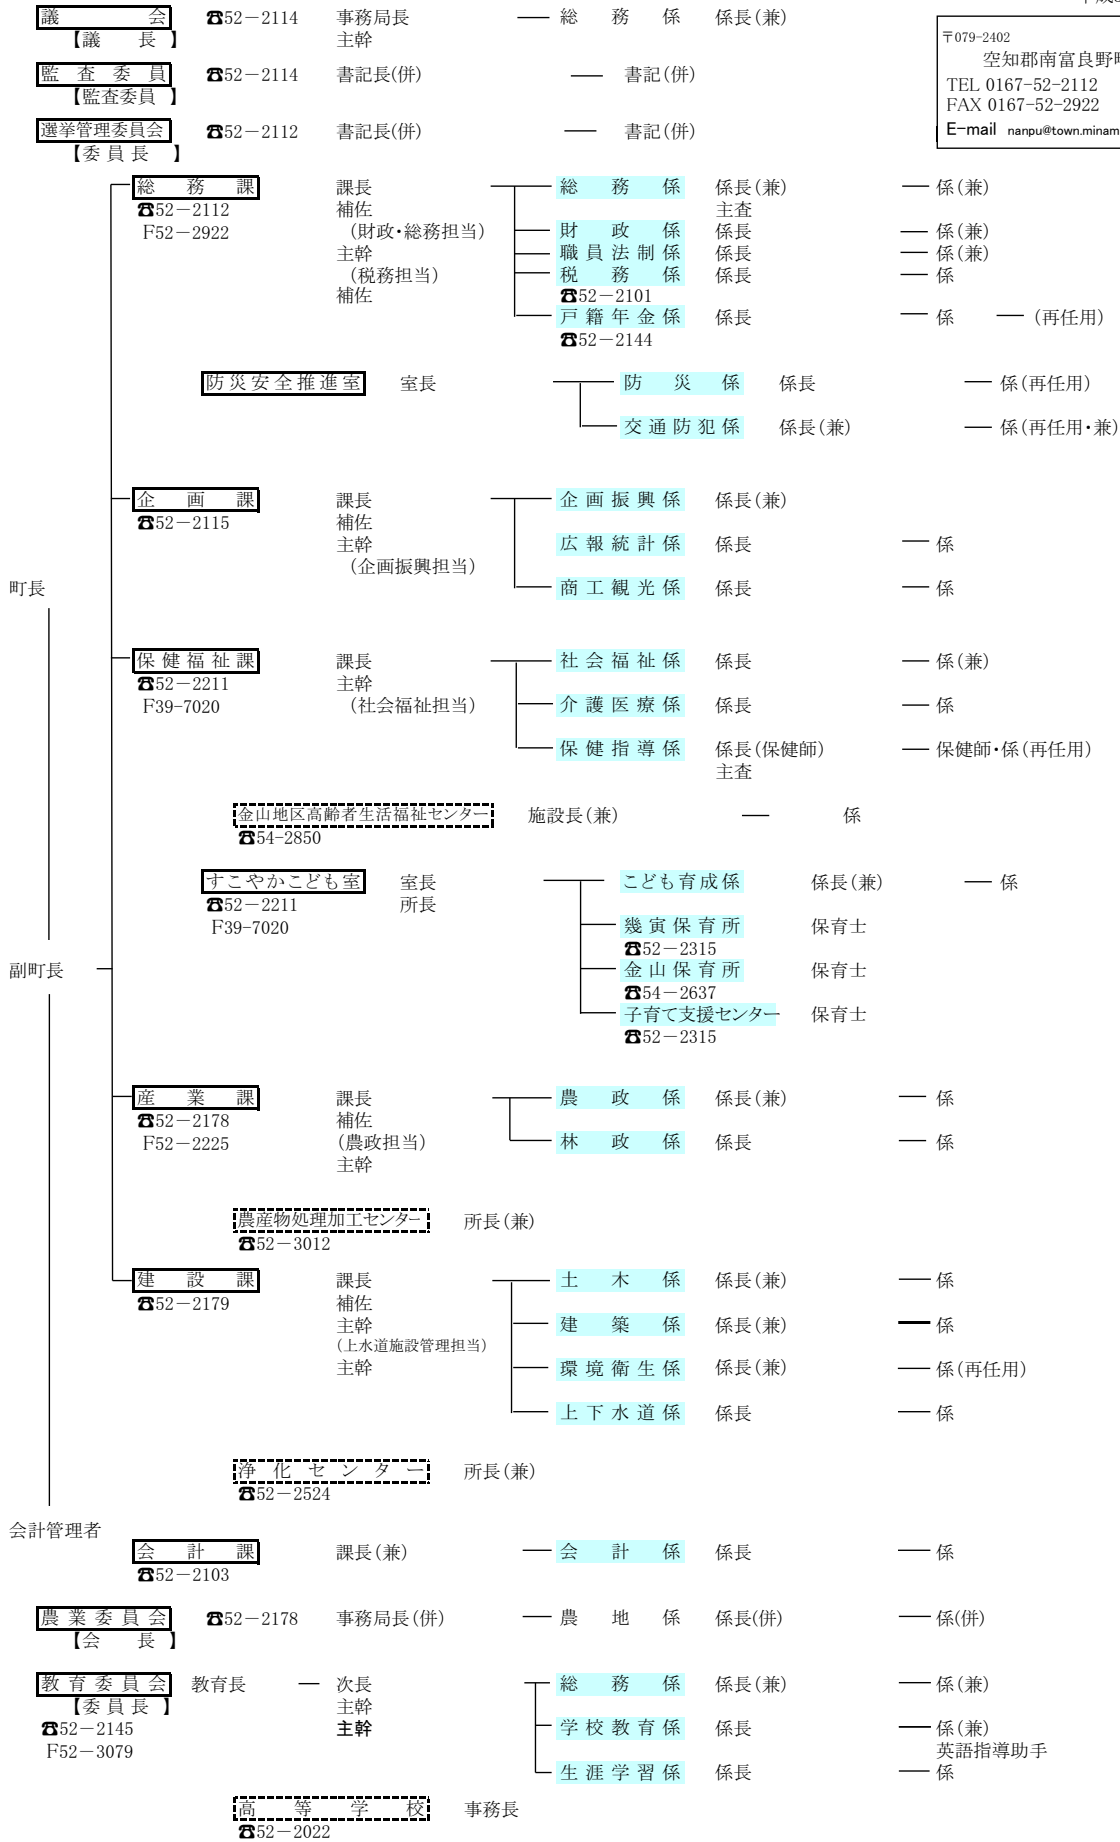 平成
議会 ☎52－2114 事務局長 ― 総務係 係長(兼)
【議長】 主幹
〒079-2402
空知郡南富良野町
監査委員 ☎52－2114 書記長(併) ― 書記(併)
TEL 0167-52-2112
【監査委員】
FAX 0167-52-2922
選挙管理委員会 ☎52－2112 書記長(併) ― 書記(併)
E-mail nanpu@town.minam
【委員長】
総務課 課長 総務係 係長(兼) ― 係(兼)
☎52－2112 補佐 主査
F52－2922 (財政・総務担当) 財政係 係長 ― 係(兼)
主幹 職員法制係 係長 ― 係(兼)
(税務担当) 税務係 係長 ― 係
補佐 ☎52－2101
戸籍年金係 係長 ― 係 ― (再任用)
☎52－2144
防災安全推進室 室長 防災係 係長 ― 係(再任用)
交通防犯係 係長(兼) ― 係(再任用・兼)
企画課 課長 企画振興係 係長(兼)
☎52－2115 補佐
主幹 広報統計係 係長 ― 係
(企画振興担当)
町長 商工観光係 係長 ― 係
保健福祉課 課長 社会福祉係 係長 ― 係(兼)
☎52－2211 主幹
F39-7020 (社会福祉担当) 介護医療係 係長 ― 係
保健指導係 係長(保健師) ― 保健師・係(再任用)
主査
金山地区高齢者生活福祉センター 施設長(兼) ― 係
☎54-2850
すこやかこども室 室長 こども育成係 係長(兼) ― 係
☎52－2211 所長
F39-7020 幾寅保育所 保育士
☎52－2315
副町長 金山保育所 保育士
☎54－2637
子育て支援センター 保育士
☎52－2315
産業課 課長 農政係 係長(兼) ― 係
☎52－2178 補佐
F52－2225 (農政担当) 林政係 係長 ― 係
主幹
農産物処理加工センター 所長(兼)
☎52－3012
建設課 課長 土木係 係長(兼) ― 係
☎52－2179 補佐
主幹 建築係 係長(兼) ― 係
(上水道施設管理担当)
主幹 環境衛生係 係長(兼) ― 係(再任用)
上下水道係 係長 ― 係
浄化センター 所長(兼)
☎52－2524
会計管理者
会計課 課長(兼) ― 会計係 係長 ― 係
☎52－2103
農業委員会 ☎52－2178 事務局長(併) ― 農地係 係長(併) ― 係(併)
【会長】
教育委員会 教育長 ― 次長 総務係 係長(兼) ― 係(兼)
【委員長】 主幹
☎52－2145 主幹 学校教育係 係長 ― 係(兼)
F52－3079 英語指導助手
生涯学習係 係長 ― 係
高等学校 事務長
☎52－2022